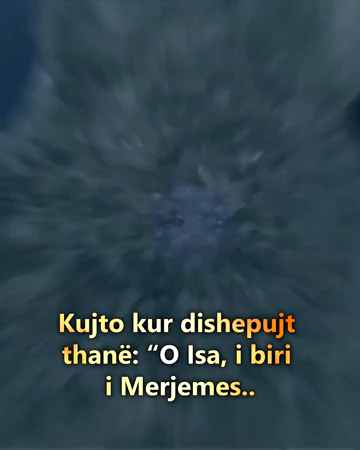 Kujto kur dishepujt
thanë: “O Isa, i biri
i Merjemes..